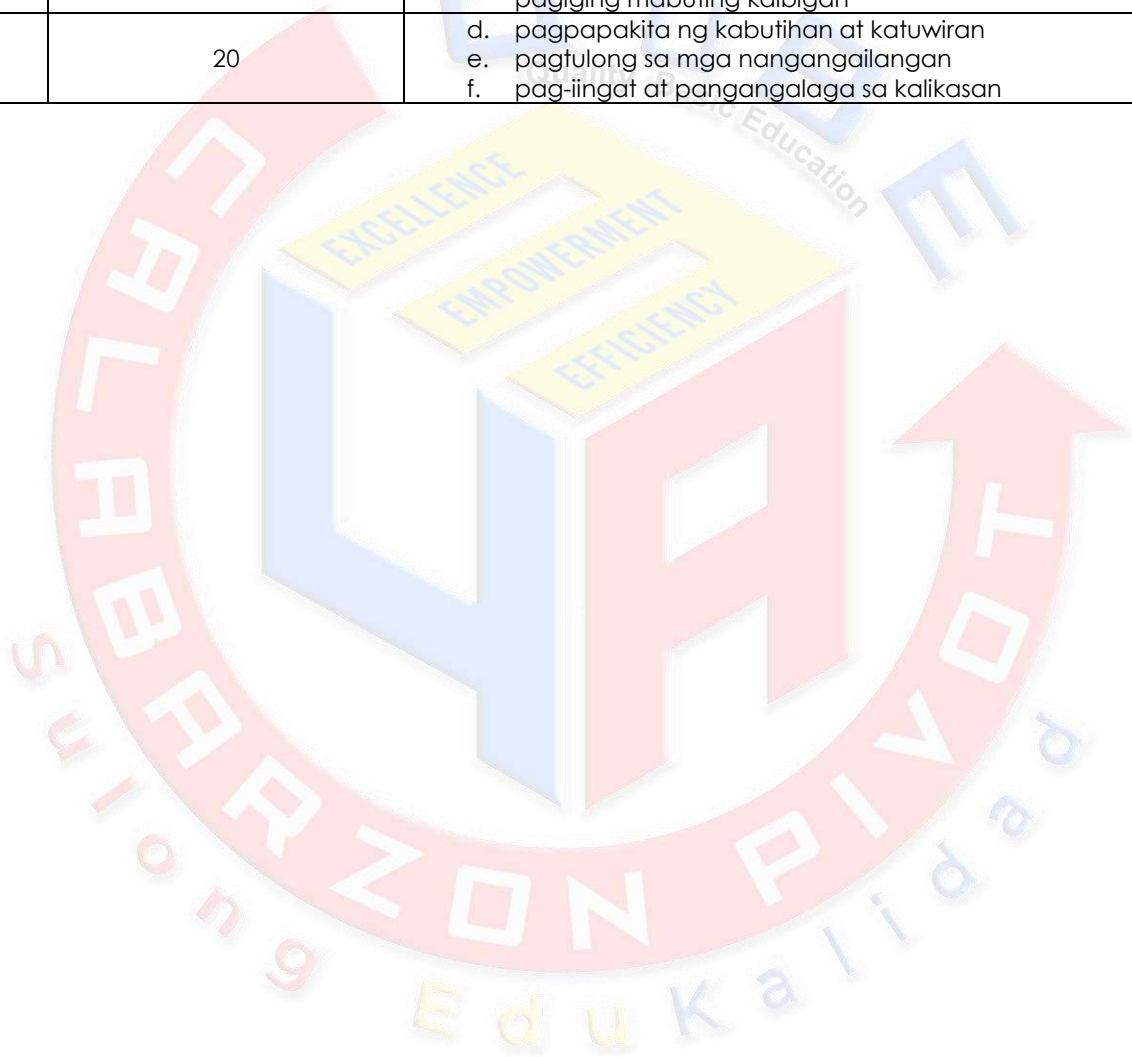 pagiging mabuting kaibigan
20
d. pagpapakita ng kabutihan at katuwiran
e. pagtulong sa mga nangangailangan
f. pag-iingat at pangangalaga sa kalikasan
Quality Basic Education
EXCELLENCE
EMPOWERMENT
EFFICIENCY
4A
CALABARZON PIVOT
Sulong EduKalidad